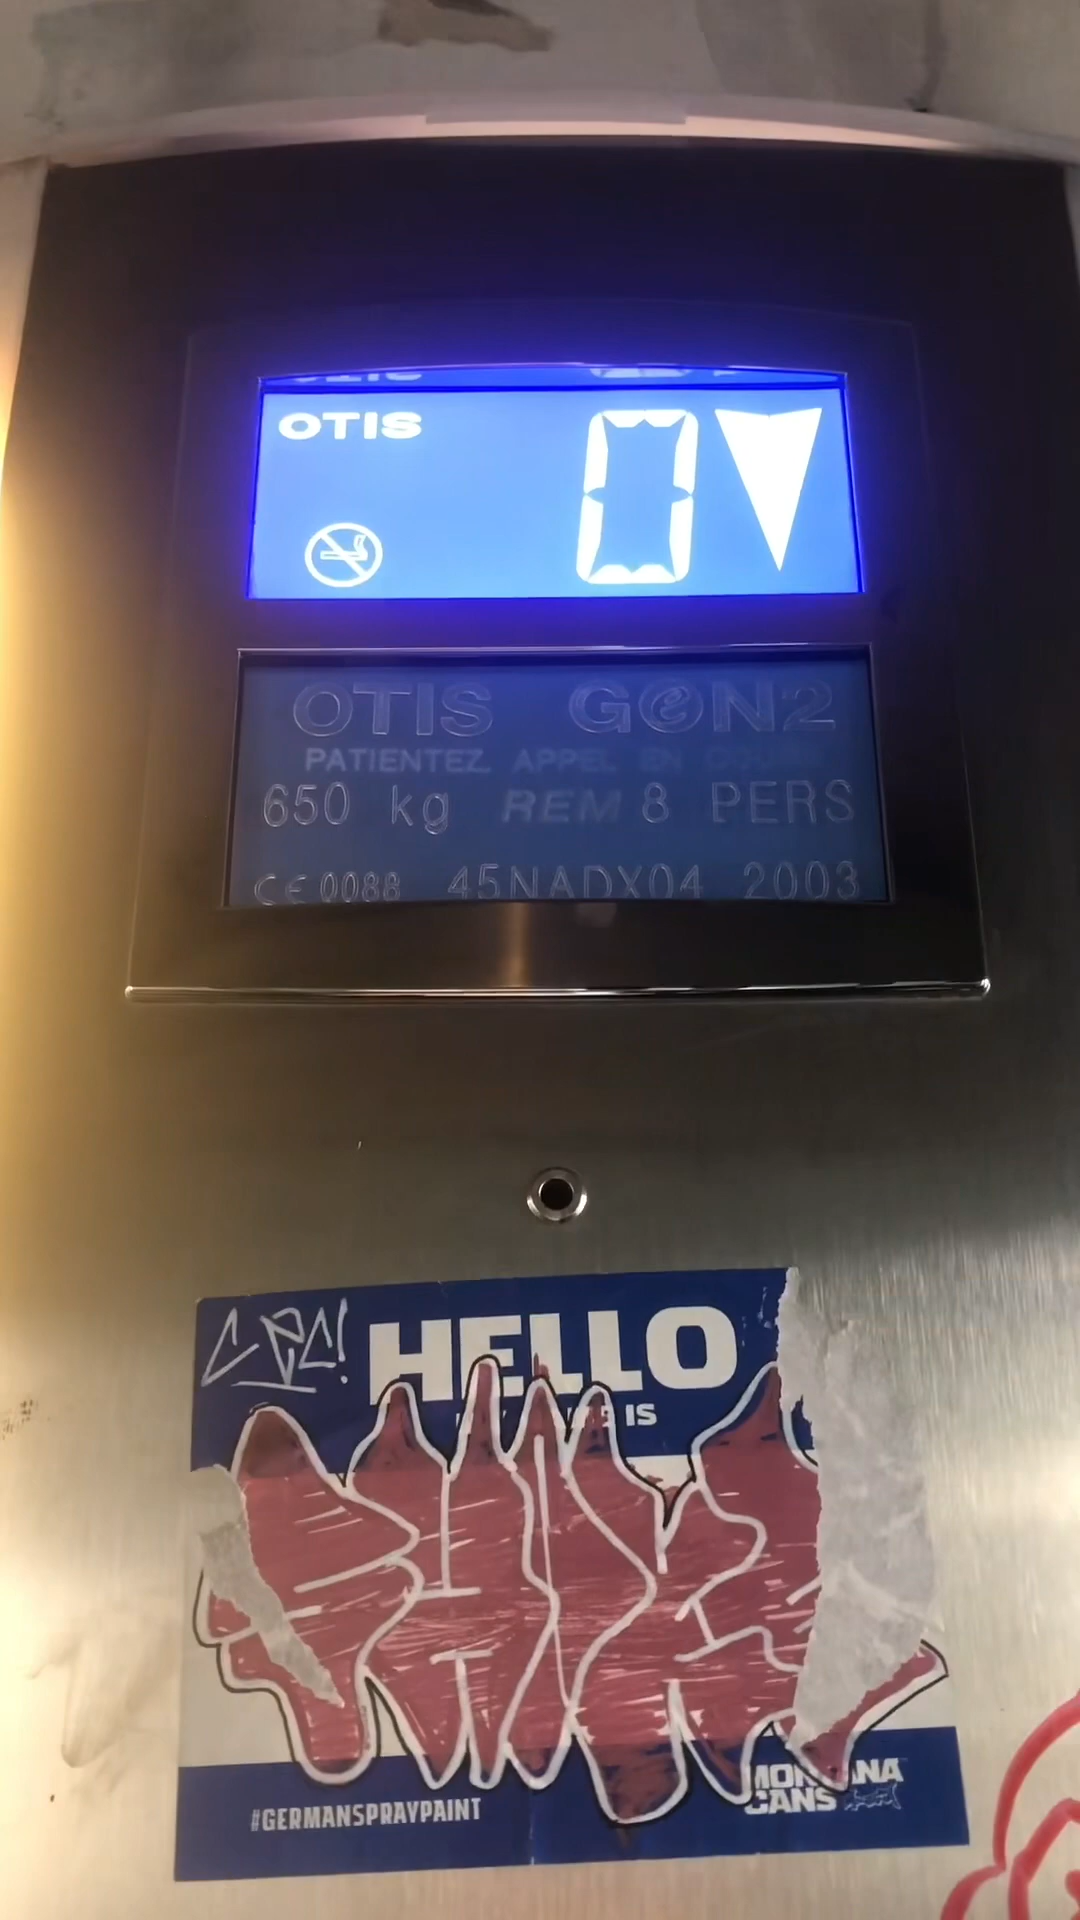 OTIS
0
OTIS GeN2
PATIENTEZ. APPEL EN COURS
650 kg REM 8 PERS
CE 0088 45NADX04 2003
HELLO
IS
#GERMANSPRAYPAINT
MONTANA
CANS